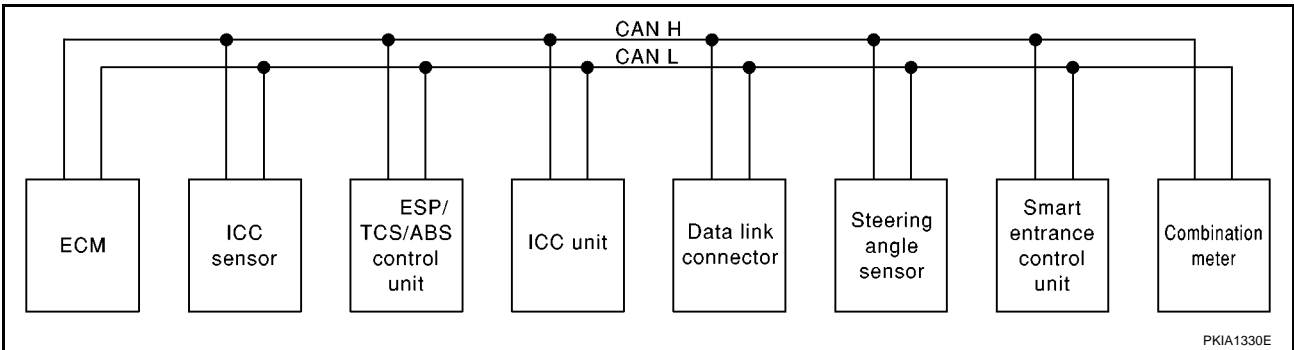 CAN H
CAN L
ECM
ICC
sensor
ESP/
TCS/ABS
control
unit
ICC unit
Data link
connector
Steering
angle
sensor
Smart
entrance
control
unit
Combination
meter
PKIA1330E